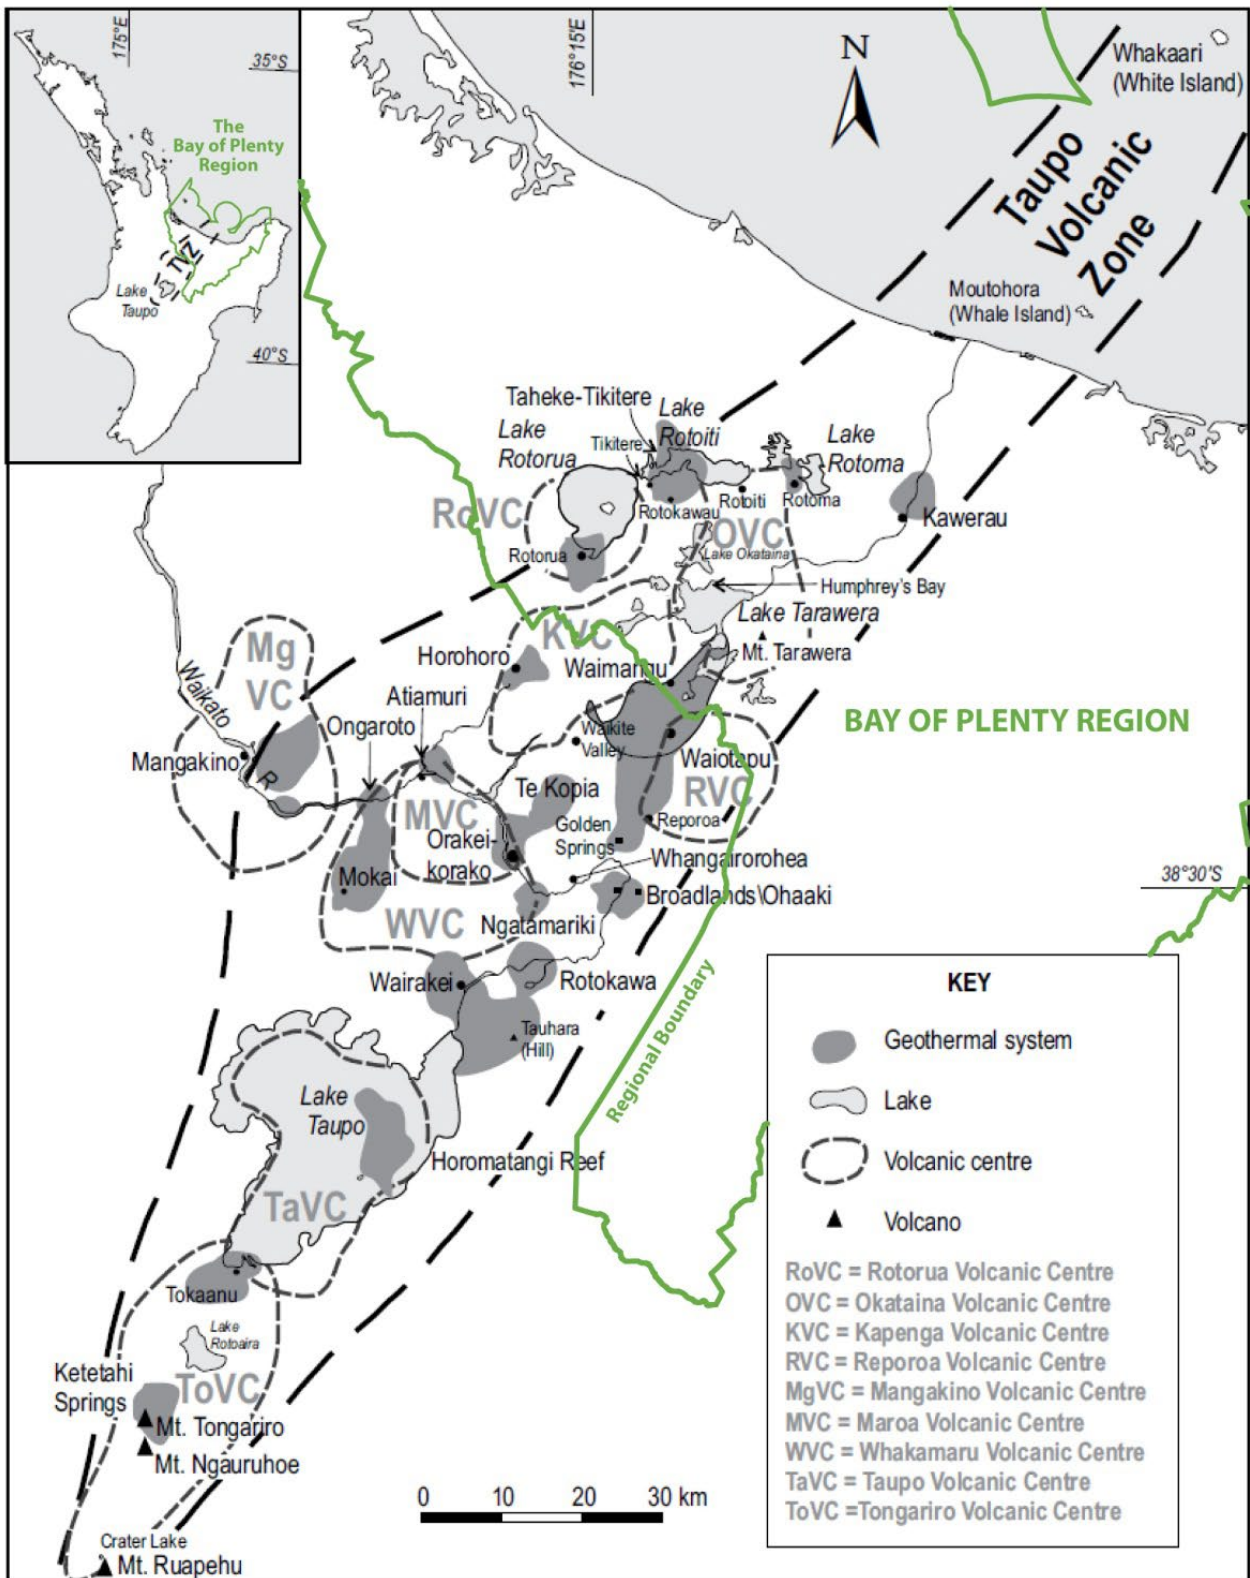 175°E
35°S
The
Bay of Plenty
Region
TVZ
Lake
Taupo
40°S
176°15'E
N
Whakaari
(White Island)
Taupo
Volcanic
Zone
Moutohora
(Whale Island)
Taheke-Tikitere
Lake
Rotoiti
Lake
Rotorua
Tikitere
Lake
Rotoma
RoVC
Rotokawau
Rotoiti
Rotoma
Kawerau
OVC
Lake Okataina
Rotorua
Humphrey's Bay
Lake Tarawera
Mt. Tarawera
KVC
Horohoro
Waimangu
Mg
VC
Waikato
R
Atiamuri
Ongaroto
Mangakino
Waikite
Valley
BAY OF PLENTY REGION
Waiotapu
RVC
Te Kopia
MVC
Golden
Springs
Reporoa
Orakei-
korako
Whangairorohea
Mokai
Broadlands\Ohaaki
38°30'S
WVC
Ngatamariki
Wairakei
Rotokawa
Tauhara
(Hill)
Regional Boundary
Lake
Taupo
Horomatangi Reef
TaVC
Tokaanu
Lake
Rotoaira
Ketetahi
Springs
ToVC
Mt. Tongariro
Mt. Ngauruhoe
Crater Lake
Mt. Ruapehu
0 10 20 30 km
KEY
Geothermal system
Lake
Volcanic centre
Volcano
RoVC = Rotorua Volcanic Centre
OVC = Okataina Volcanic Centre
KVC = Kapenga Volcanic Centre
RVC = Reporoa Volcanic Centre
MgVC = Mangakino Volcanic Centre
MVC = Maroa Volcanic Centre
WVC = Whakamaru Volcanic Centre
TaVC = Taupo Volcanic Centre
ToVC =Tongariro Volcanic Centre